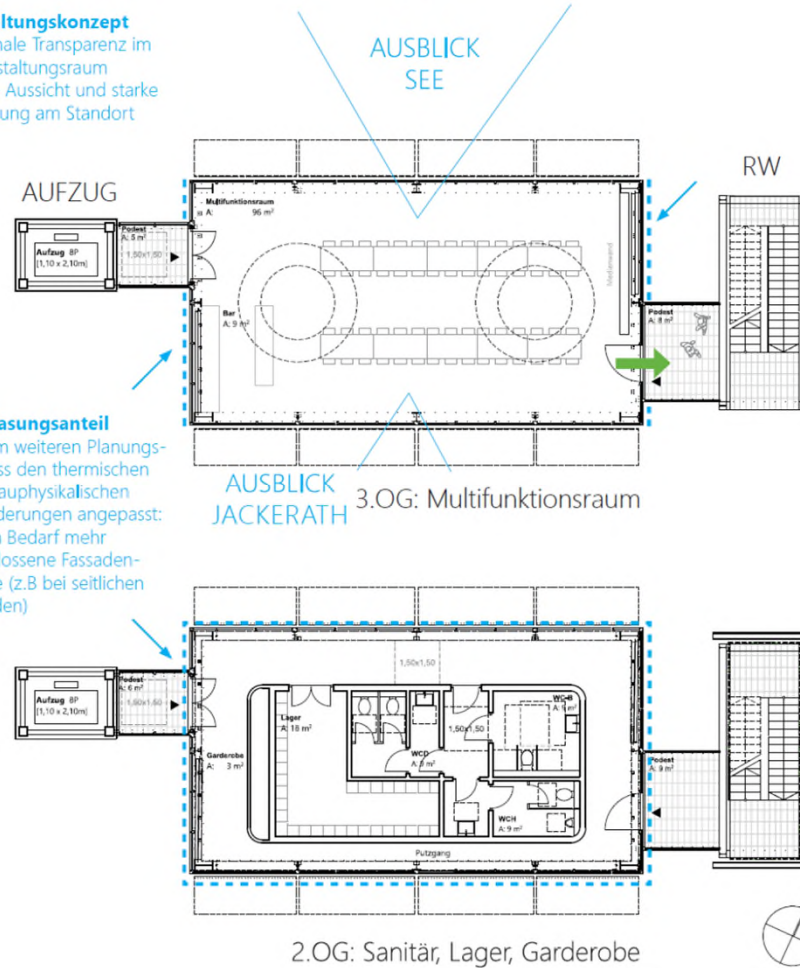 ltungskonzept
nale Transparenz im
staltungsraum
Aussicht und starke
ung am Standort
AUSBLICK
SEE
RW
AUFZUG
Multifunktionsraum
A: 96 m²
Podest
A: 5 m²
1,50x1,50
Aufzug 8P
(1,10 x 2,10m)
Medienwand
Bar
A: 9 m²
Podest
A: 8 m²
asungsanteil
m weiteren Planungs-
ss den thermischen
auphysikalischen
derungen angepasst:
Bedarf mehr
lossene Fassaden-
e (z.B bei seitlichen
den)
AUSBLICK
JACKERATH
3.OG: Multifunktionsraum
1,50x1,50
Podest
A: 6 m²
1,50x1,50
Aufzug 8P
(1,10 x 2,10m)
Lager
A: 18 m²
WC-B
1,50x1,50
Garderobe
A: 3 m²
WCD
Podest
A: 9 m²
WCH
A: 9 m²
Putzgang
2.OG: Sanitär, Lager, Garderobe